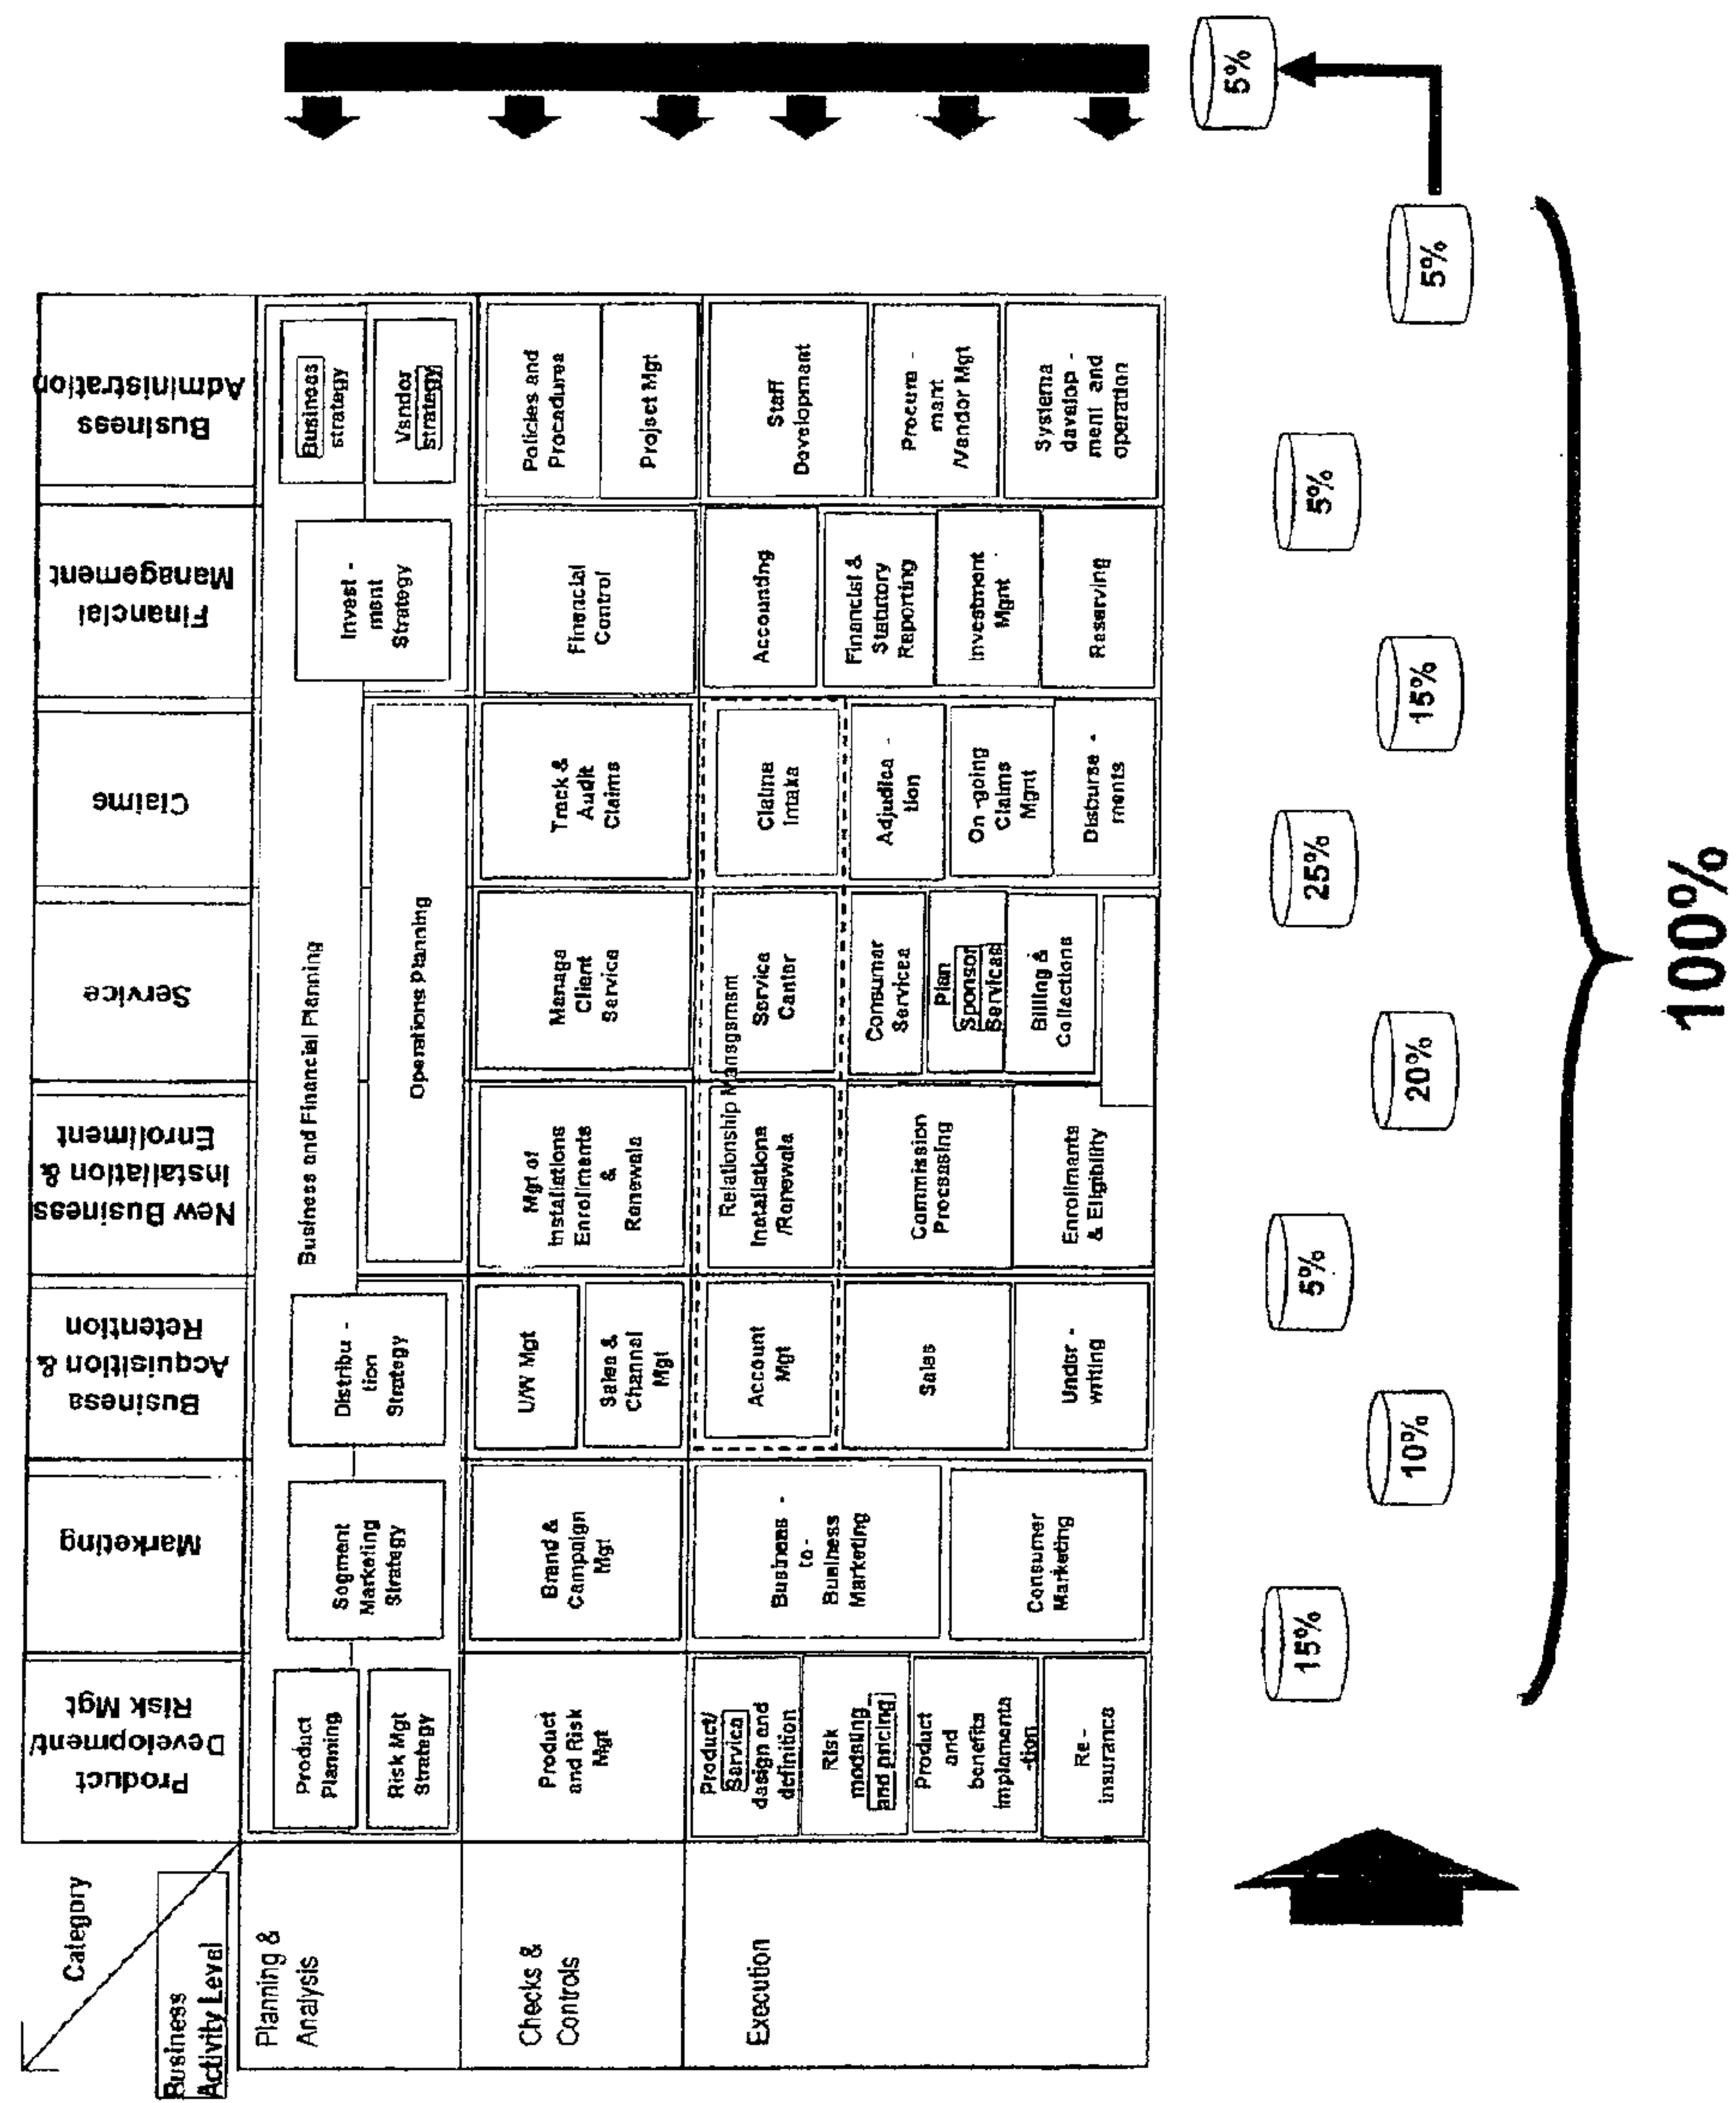 Category
Business
Activity Level
Product
Development/
Risk Mgt
Marketing
Business
Acquisition &
Retention
New Business
Installation &
Enrollment
Service
Claims
Financial
Management
Business
Administration
Planning &
Analysis
Business and Financial Planning
Product
Planning
Risk Mgt
Strategy
Segment
Marketing
Strategy
Distribu -
tion
Strategy
Operations Planning
Invest -
ment
Strategy
Business
strategy
Vendor
strategy
Checks &
Controls
Product
and Risk
Mgt
Brand &
Campaign
Mgt
U/W Mgt
Sales &
Channel
Mgt
Mgt of
Installations
Enrollments
&
Renewals
Manage
Client
Service
Track &
Audit
Claims
Financial
Control
Policies and
Procedures
Project Mgt
Execution
Product/
Service
design and
definition
Risk
modeling
and pricing
Product
and
benefits
implementa
-tion
Re -
insurance
Business -
to -
Business
Marketing
Consumer
Marketing
Relationship Management
Account
Mgt
Sales
Under -
writing
Installations
/Renewals
Commission
Processing
Enrollments
& Eligibility
Service
Center
Consumer
Services
Plan
Sponsor
Services
Billing &
Collections
Claims
Intake
Adjudica -
tion
On -going
Claims
Mgmt
Disburse -
ments
Accounting
Financial &
Statutory
Reporting
Investment
Mgmt
Reserving
Staff
Development
Procure -
ment
/Vendor Mgt
Systems
develop -
ment and
operation
15%
10%
5%
20%
25%
15%
5%
5%
5%
100%